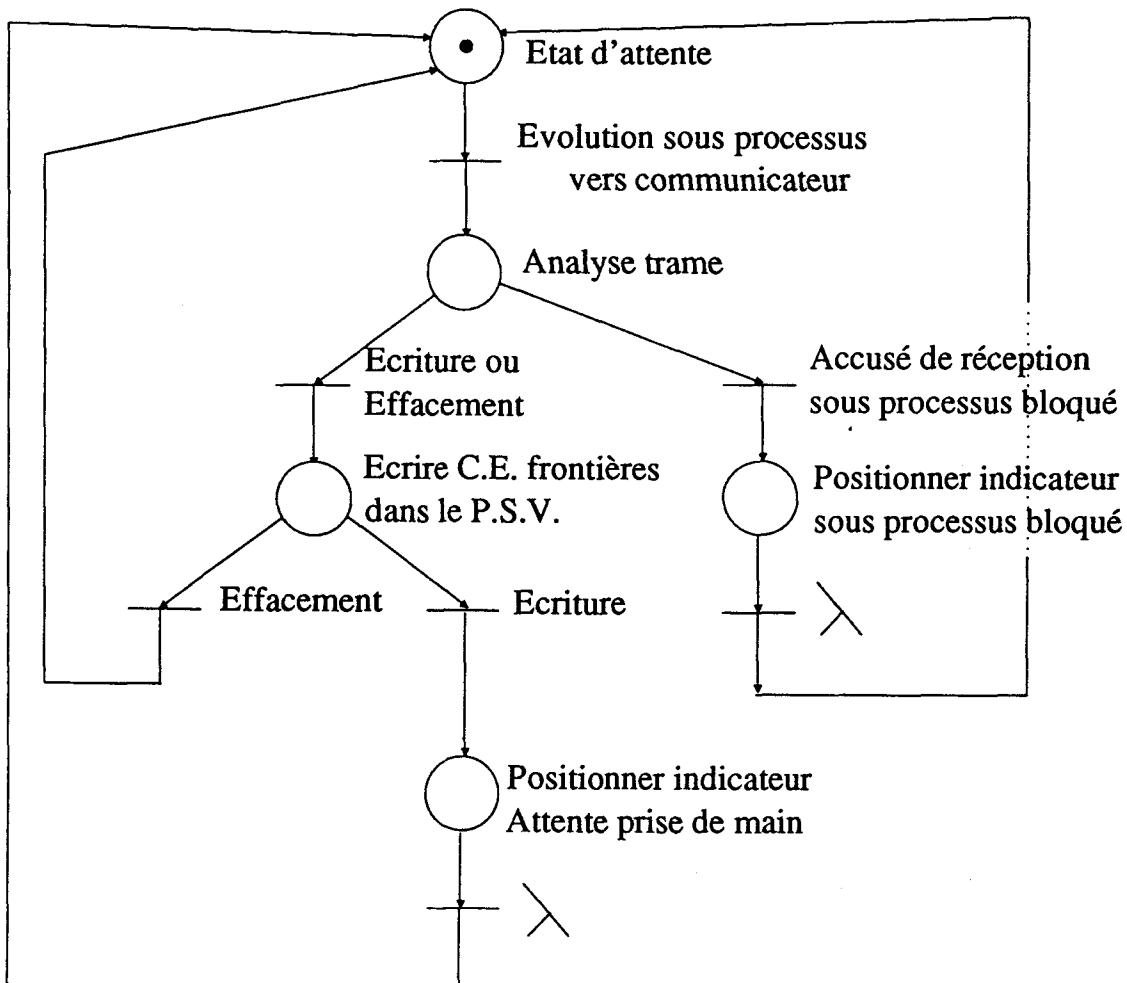 Etat d'attente
Evolution sous processus
vers communicateur
Analyse trame
Ecriture ou
Effacement
Accusé de réception
sous processus bloqué
Ecrire C.E. frontières
dans le P.S.V.
Positionner indicateur
sous processus bloqué
Effacement
Ecriture
λ
Positionner indicateur
Attente prise de main
λ